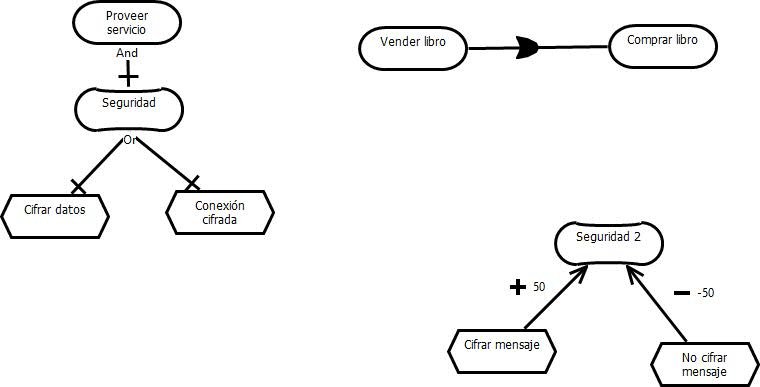 Proveer
servicio
And
Seguridad
Or
Cifrar datos
Conexión
cifrada
Vender libro
Comprar libro
Seguridad 2
50
-50
Cifrar mensaje
No cifrar
mensaje